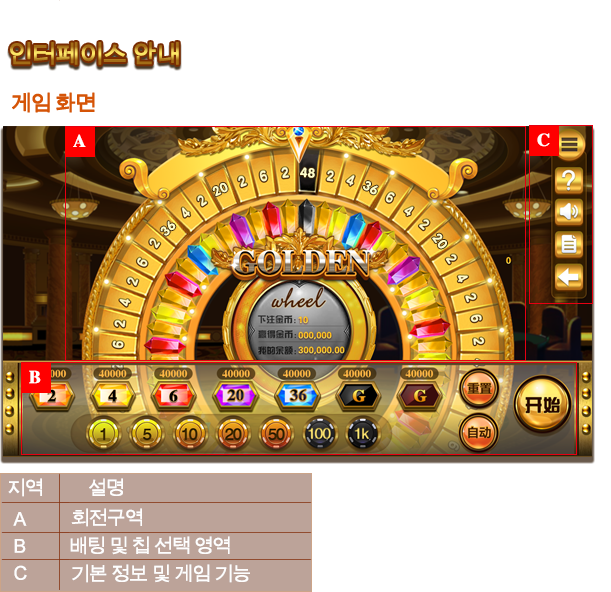 인터페이스 안내
게임 화면
A
C
48
2 6 2 20 2 4 36 2 6 2
2 4 36 6 4 2
GOLDEN
wheel
下注金币: 10
赢得金币: 000,000
我的余额: 300,000.00
0
B
000 40000 40000 40000 40000 40000 40000
2 4 6 20 36 G G
重置
开始
1 5 10 20 50 100 1k
自动
지역 설명
A 회전구역
B 배팅 및 칩 선택 영역
C 기본 정보 및 게임 기능